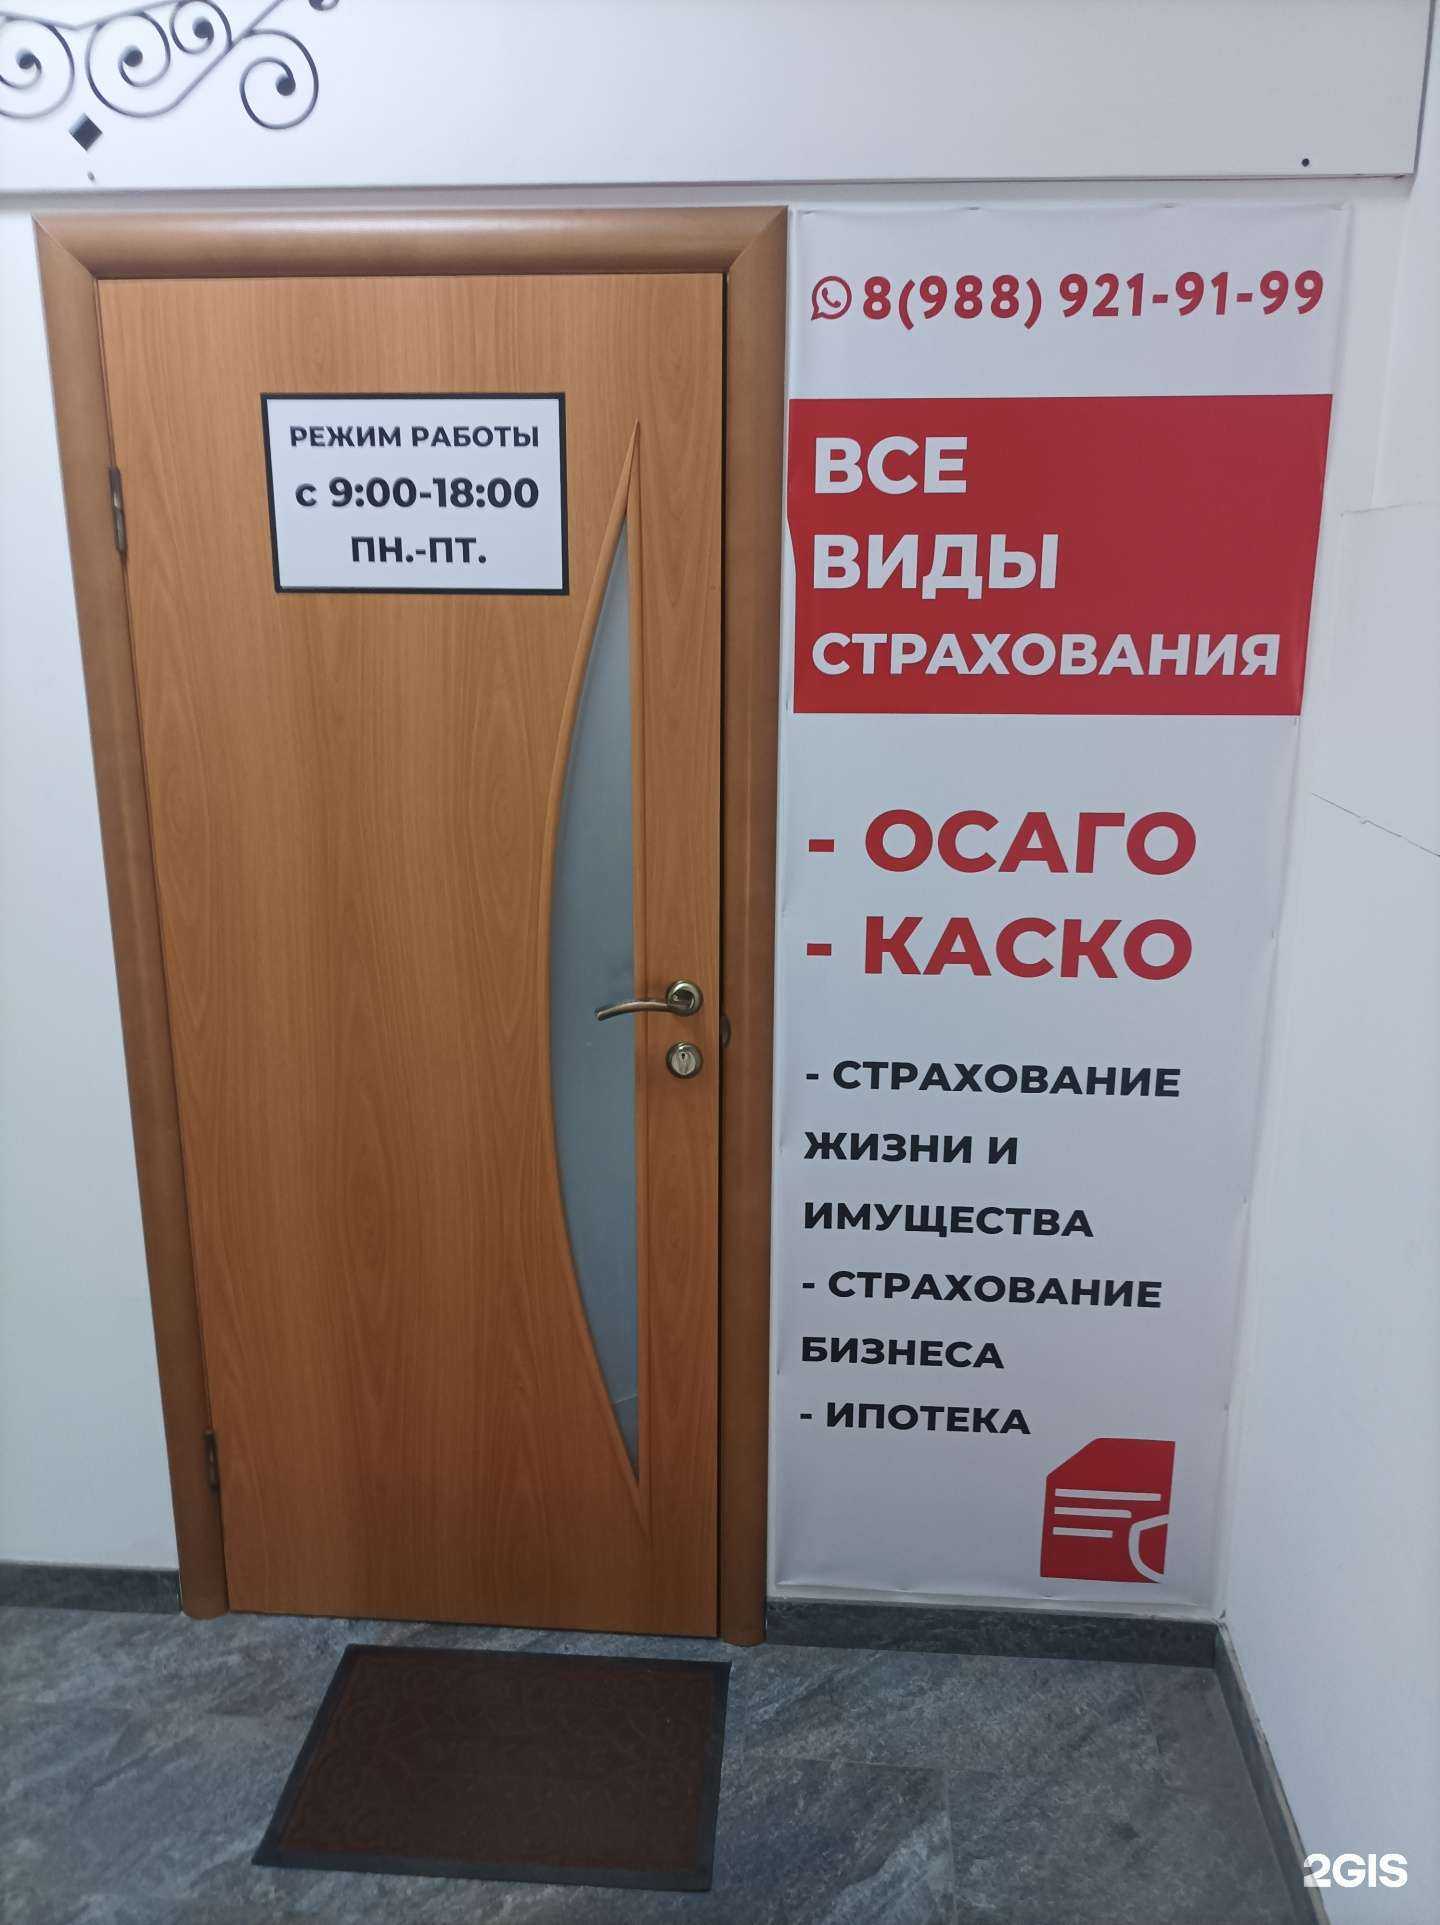 РЕЖИМ РАБОТЫ
с 9:00-18:00
ПН.-ПТ.
8(988) 921-91-99
ВСЕ
ВИДЫ
СТРАХОВАНИЯ
- ОСАГО
- КАСКО
- СТРАХОВАНИЕ
ЖИЗНИ И
ИМУЩЕСТВА
- СТРАХОВАНИЕ
БИЗНЕСА
- ИПОТЕКА
2GIS